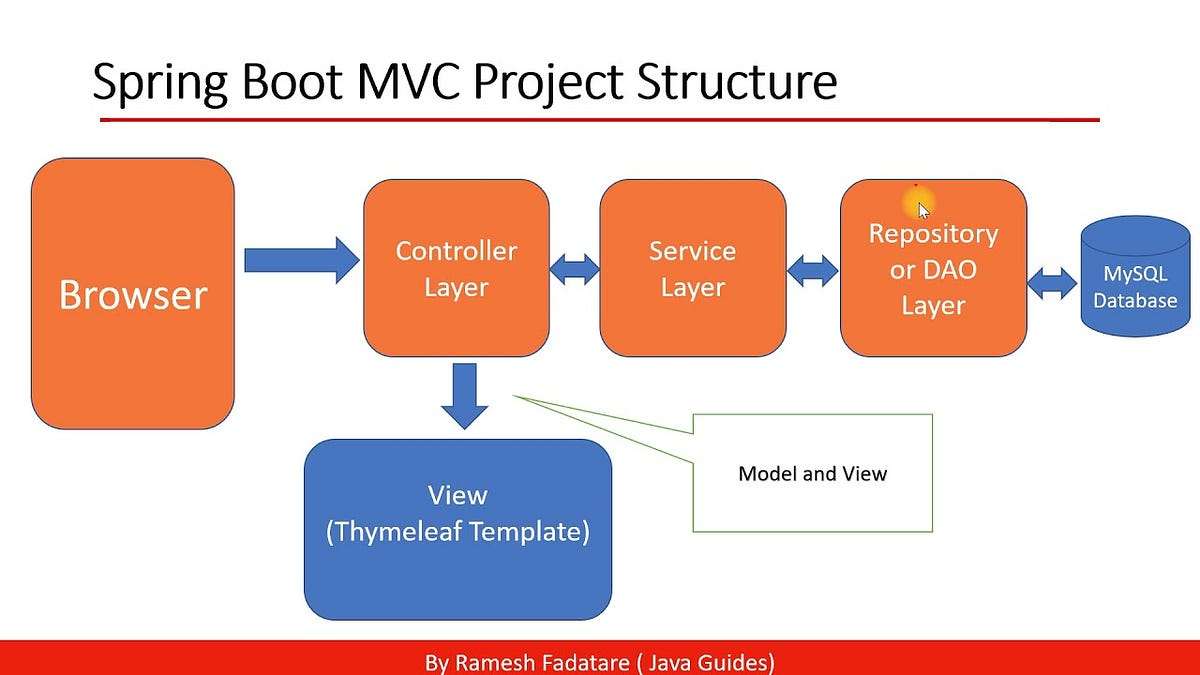 Spring Boot MVC Project Structure
Browser
Controller
Layer
Service
Layer
Repository
or DAO
Layer
MySQL
Database
View
(Thymeleaf Template)
Model and View
By Ramesh Fadatare ( Java Guides)